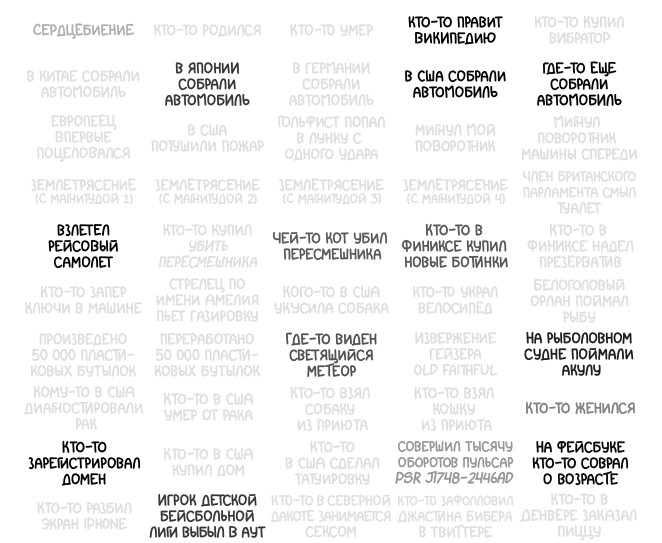 СЕРДЦЕБИЕНИЕ
КТО-ТО РОДИЛСЯ
КТО-ТО УМЕР
КТО-ТО ПРАВИТ
ВИКИПЕДИЮ
КТО-ТО КУПИЛ
ВИБРАТОР
В КИТАЕ СОБРАЛИ
АВТОМОБИЛЬ
В ЯПОНИИ
СОБРАЛИ
АВТОМОБИЛЬ
В ГЕРМАНИИ
СОБРАЛИ
АВТОМОБИЛЬ
В США СОБРАЛИ
АВТОМОБИЛЬ
ГДЕ-ТО ЕЩЕ
СОБРАЛИ
АВТОМОБИЛЬ
ЕВРОПЕЕЦ
ВПЕРВЫЕ
ПОЦЕЛОВАЛСЯ
В США
ПОТУШИЛИ ПОЖАР
ГОЛЬФИСТ ПОПАЛ
В ЛУНКУ С
ОДНОГО УДАРА
МИГНУЛ МОЙ
ПОВОРОТНИК
МИГНУЛ
ПОВОРОТНИК
МАШИНЫ СПЕРЕДИ
ЗЕМЛЕТРЯСЕНИЕ
(С МАГНИТУДОЙ 1)
ЗЕМЛЕТРЯСЕНИЕ
(С МАГНИТУДОЙ 2)
ЗЕМЛЕТРЯСЕНИЕ
(С МАГНИТУДОЙ 3)
ЗЕМЛЕТРЯСЕНИЕ
(С МАГНИТУДОЙ 4)
ЧЛЕН БРИТАНСКОГО
ПАРЛАМЕНТА СМЫЛ
ТУАЛЕТ
ВЗЛЕТЕЛ
РЕЙСОВЫЙ
САМОЛЕТ
КТО-ТО КУПИЛ
УБИТЬ
ПЕРЕСМЕШНИКА
ЧЕЙ-ТО КОТ УБИЛ
ПЕРЕСМЕШНИКА
КТО-ТО В
ФИНИКСЕ КУПИЛ
НОВЫЕ БОТИНКИ
КТО-ТО В
ФИНИКСЕ НАДЕЛ
ПРЕЗЕРВАТИВ
КТО-ТО ЗАПЕР
КЛЮЧИ В МАШИНЕ
СТРЕЛЕЦ ПО
ИМЕНИ АМЕЛИЯ
ПЬЕТ ГАЗИРОВКУ
КОГО-ТО В США
УКУСИЛА СОБАКА
КТО-ТО УКРАЛ
ВЕЛОСИПЕД
БЕЛОГОЛОВЫЙ
ОРЛАН ПОЙМАЛ
РЫБУ
ПРОИЗВЕДЕНО
50 000 ПЛАСТИ-
КОВЫХ БУТЫЛОК
ПЕРЕРАБОТАНО
50 000 ПЛАСТИ-
КОВЫХ БУТЫЛОК
ГДЕ-ТО ВИДЕН
СВЕТЯЩИЙСЯ
МЕТЕОР
ИЗВЕРЖЕНИЕ
ГЕЙЗЕРА
OLD FAITHFUL
НА РЫБОЛОВНОМ
СУДНЕ ПОЙМАЛИ
АКУЛУ
КОМУ-ТО В США
ДИАГНОСТИРОВАЛИ
РАК
КТО-ТО В США
УМЕР ОТ РАКА
КТО-ТО ВЗЯЛ
СОБАКУ
ИЗ ПРИЮТА
КТО-ТО ВЗЯЛ
КОШКУ
ИЗ ПРИЮТА
КТО-ТО ЖЕНИЛСЯ
КТО-ТО
ЗАРЕГИСТРИРОВАЛ
ДОМЕН
КТО-ТО В США
КУПИЛ ДОМ
КТО-ТО
В США СДЕЛАЛ
ТАТУИРОВКУ
СОВЕРШИЛ ТЫСЯЧУ
ОБОРОТОВ ПУЛЬСАР
PSR J1748-2446AD
НА ФЕЙСБУКЕ
КТО-ТО СОВРАЛ
О ВОЗРАСТЕ
КТО-ТО РАЗБИЛ
ЭКРАН IPHONE
ИГРОК ДЕТСКОЙ
БЕЙСБОЛЬНОЙ
ЛИГИ ВЫБЫЛ В АУТ
КТО-ТО В СЕВЕРНОЙ
ДАКОТЕ ЗАНИМАЕТСЯ
СЕКСОМ
КТО-ТО ЗАФОЛЛОВИЛ
ДЖАСТИНА БИБЕРА
В ТВИТТЕРЕ
КТО-ТО В
ДЕНВЕРЕ ЗАКАЗАЛ
ПИЦЦУ